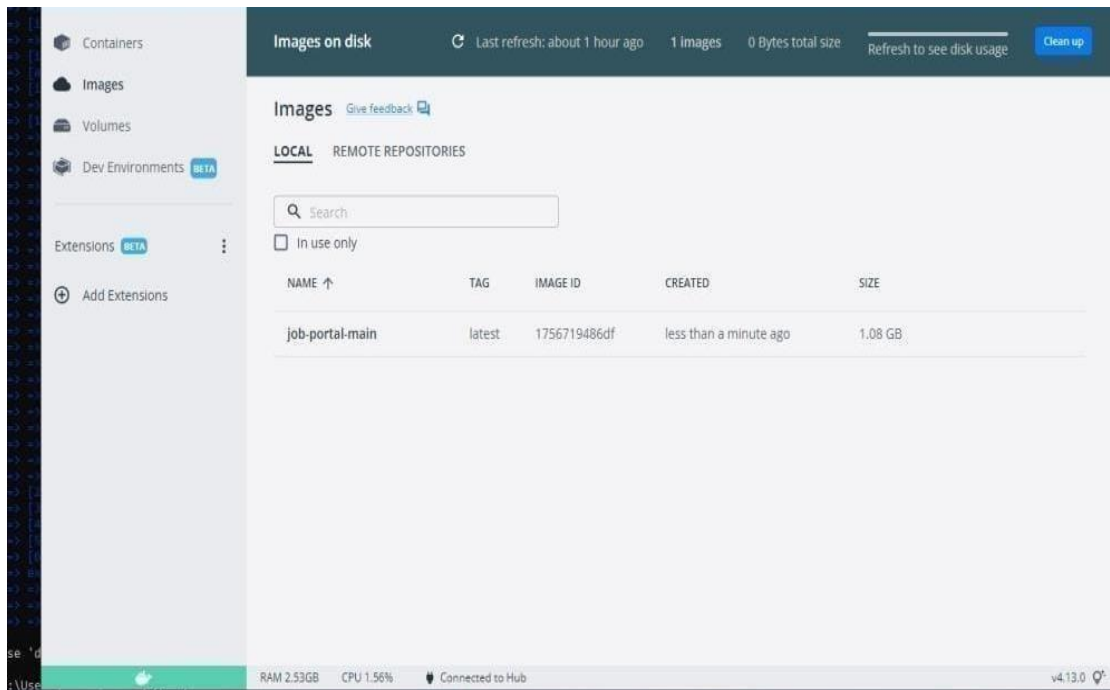 Containers
Images
Volumes
Dev Environments BETA
Extensions BETA
Add Extensions
Images on disk
Last refresh: about 1 hour ago
1 images
0 Bytes total size
Refresh to see disk usage
Clean up
Images Give feedback
LOCAL REMOTE REPOSITORIES
Search
In use only
NAME TAG IMAGE ID CREATED SIZE
job-portal-main latest 1756719486df less than a minute ago 1.08 GB
se 'd
:\Use
RAM 2.53GB CPU 1.56% Connected to Hub v4.13.0